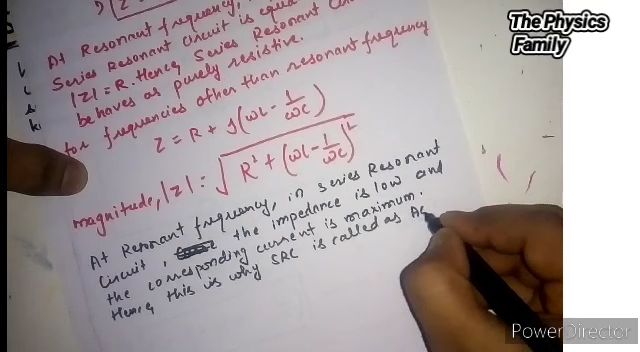 At Resonant frequency,
Series Resonant Circuit is equa
|Z| = R. Hence, Series Resonant
behaves as purely resistive.
for frequencies other than resonant frequency
Z = R + j(ωL - 1/ωC)
magnitude, |Z| = √R² + (ωL - 1/ωC)²
At Resonant frequency, in series Resonant
Circuit, the impedance is low and
the corresponding current is maximum.
Hence, this is why SRC is called as
The Physics
Family
PowerDirector